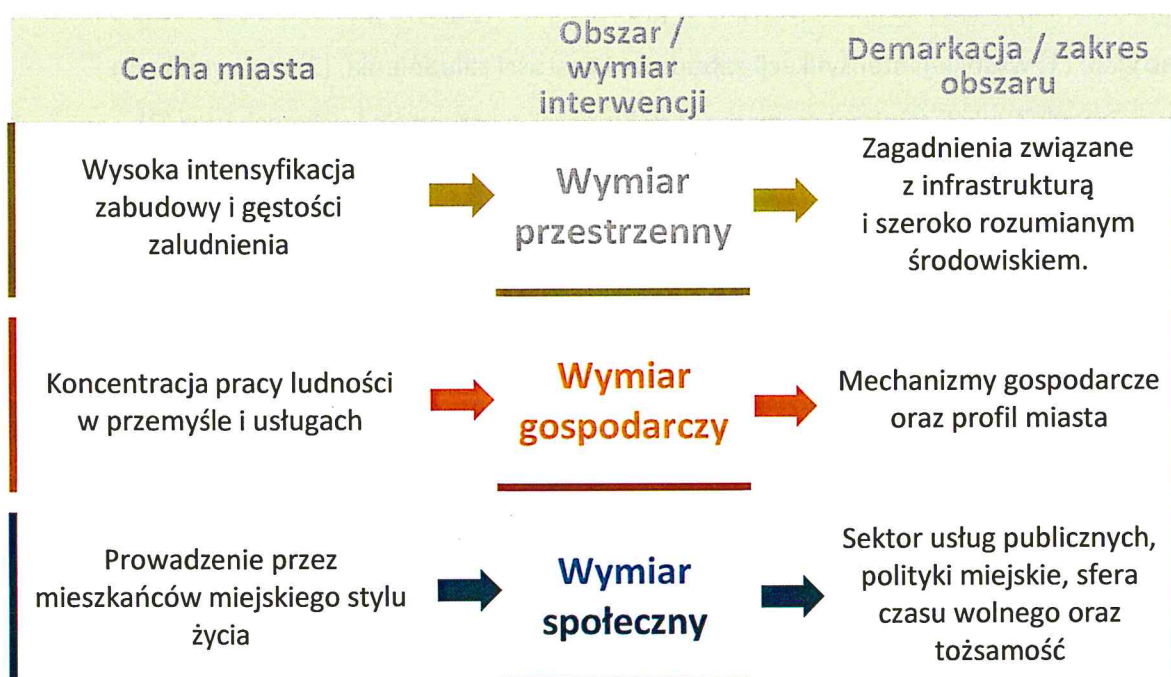 Cecha miasta
Obszar /
wymiar
interwencji
Demarkacja / zakres
obszaru
Wysoka intensyfikacja
zabudowy i gęstości
zaludnienia
Wymiar
przestrzenny
Zagadnienia związane
z infrastrukturą
i szeroko rozumianym
środowiskiem.
Koncentracja pracy ludności
w przemyśle i usługach
Wymiar
gospodarczy
Mechanizmy gospodarcze
oraz profil miasta
Prowadzenie przez
mieszkańców miejskiego stylu
życia
Wymiar
społeczny
Sektor usług publicznych,
polityki miejskie, sfera
czasu wolnego oraz
tożsamość